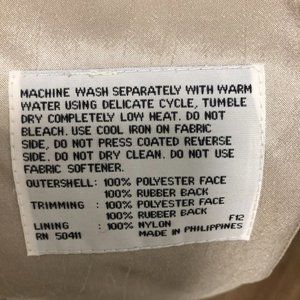 MACHINE WASH SEPARATELY WITH WARM
WATER USING DELICATE CYCLE, TUMBLE
DRY COMPLETELY LOW HEAT. DO NOT
BLEACH. USE COOL IRON ON FABRIC
SIDE, DO NOT PRESS COATED REVERSE
SIDE. DO NOT DRY CLEAN. DO NOT USE
FABRIC SOFTENER.
OUTERSHELL: 100% POLYESTER FACE
100% RUBBER BACK
TRIMMING : 100% POLYESTER FACE
100% RUBBER BACK
F12
LINING : 100% NYLON
RN 50411 MADE IN PHILIPPINES